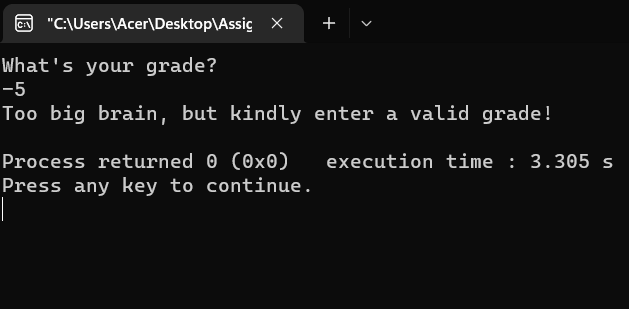 "C:\Users\Acer\Desktop\Assig
What's your grade?
-5
Too big brain, but kindly enter a valid grade!
Process returned 0 (0x0)   execution time : 3.305 s
Press any key to continue.